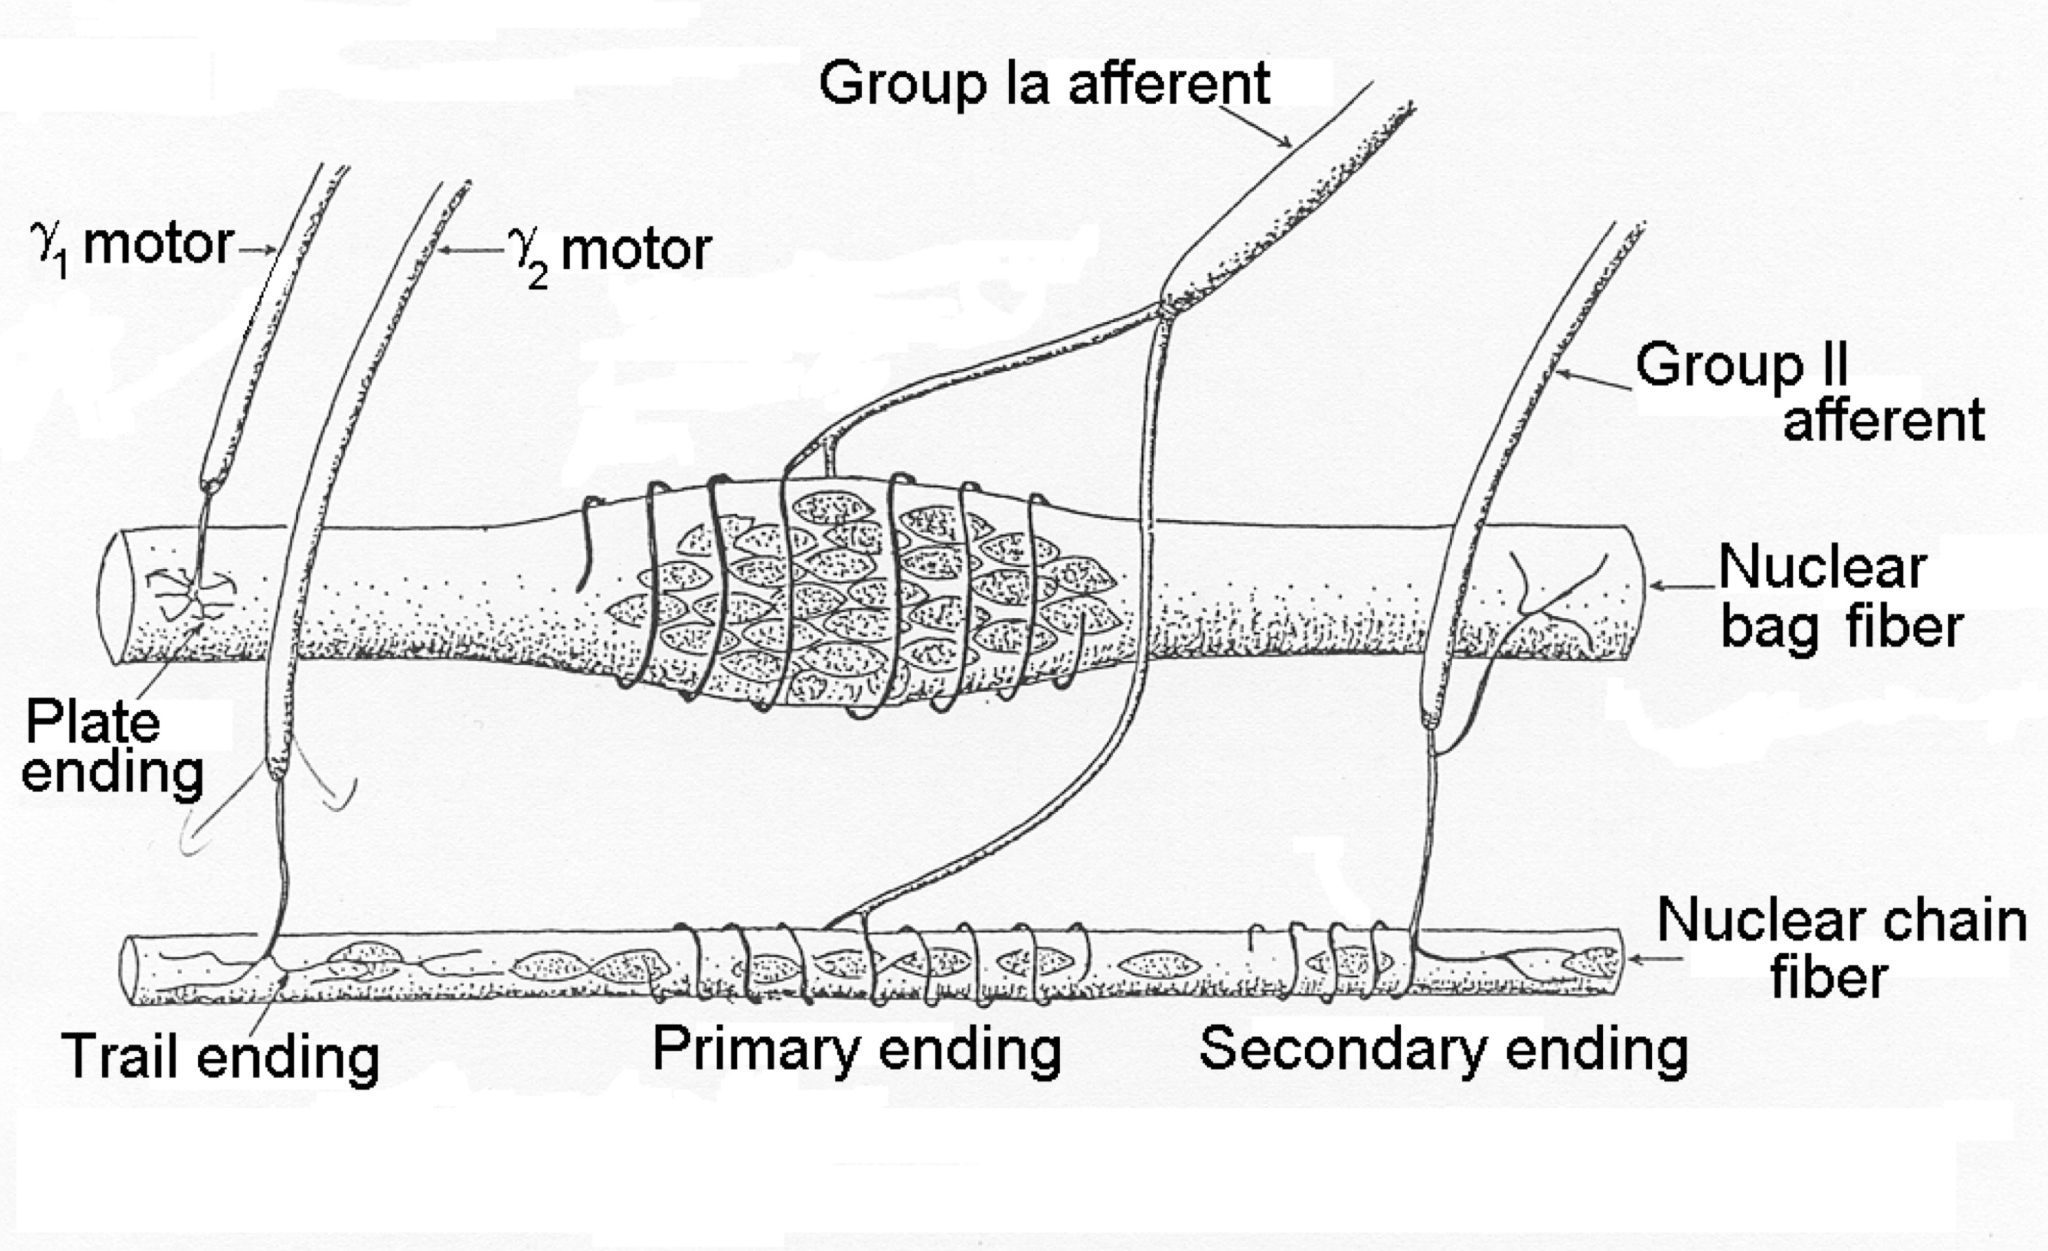 Group Ia afferent
γ1 motor
γ2 motor
Group II
afferent
Nuclear
bag fiber
Plate
ending
Nuclear chain
fiber
Trail ending
Primary ending
Secondary ending